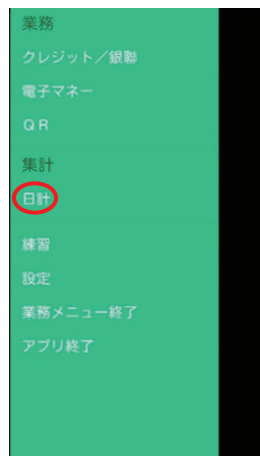 業務
クレジット／銀聯
電子マネー
ＱＲ
集計
日計
練習
設定
業務メニュー終了
アプリ終了